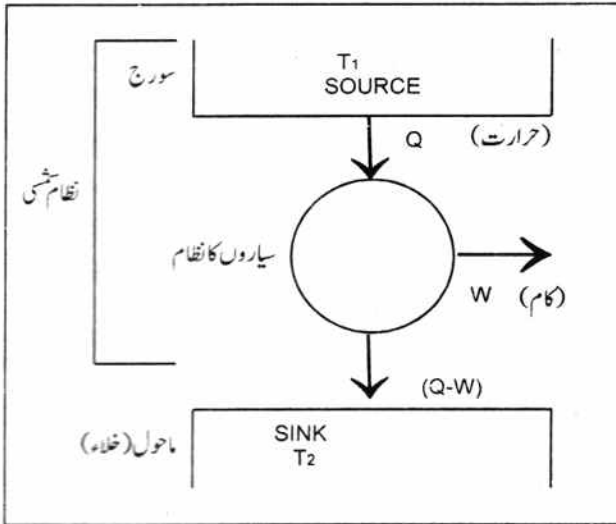 T1
سورج
SOURCE
Q (حرارت)
نظام شمسی
سیاروں کا نظام
W (کام)
(Q-W)
SINK
ماحول (خلاء)
T2